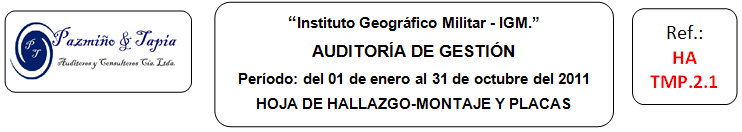 Pazmiño & Tapia
PT
Auditores y Consultores Cía. Ltda.
“Instituto Geográfico Militar - IGM.”
AUDITORÍA DE GESTIÓN
Período: del 01 de enero al 31 de octubre del 2011
HOJA DE HALLAZGO-MONTAJE Y PLACAS
Ref.:
HA
TMP.2.1